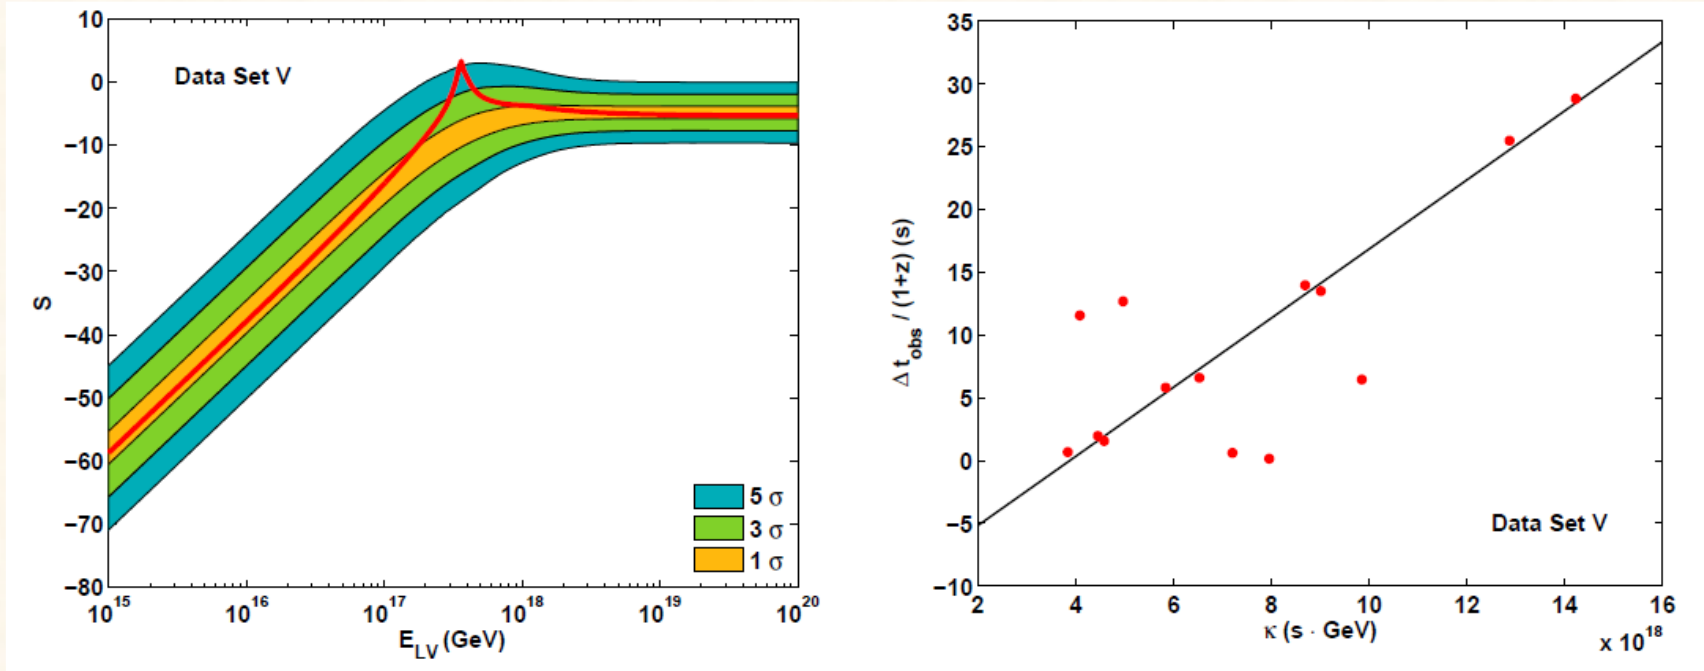 10
0
−10
−20
−30
−40
−50
−60
−70
−80
S
Data Set V
5 σ
3 σ
1 σ
10^15 10^16 10^17 10^18 10^19 10^20
E_LV (GeV)
35
30
25
20
15
10
5
0
−5
−10
Δ t_obs / (1+z) (s)
Data Set V
2 4 6 8 10 12 14 16
κ (s · GeV)
x 10^18